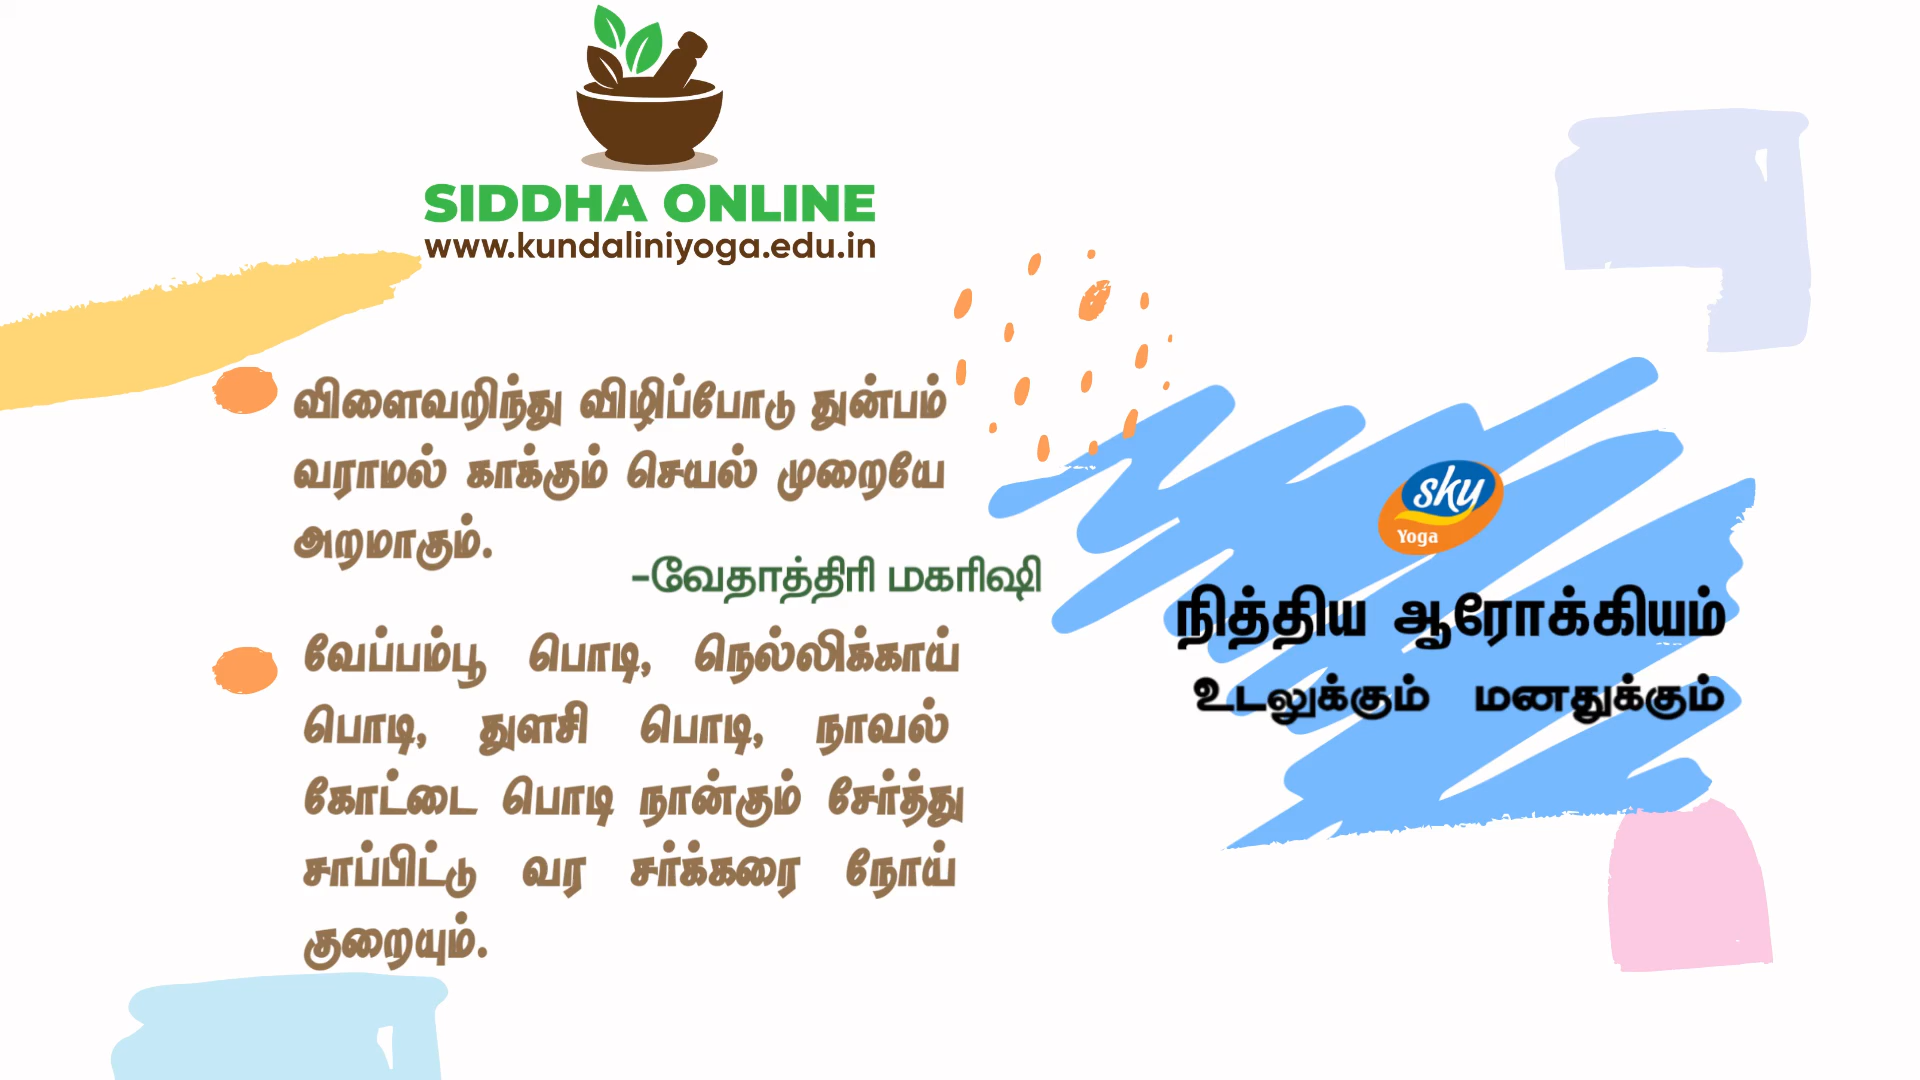 SIDDHA ONLINE
www.kundaliniyoga.edu.in
விளைவறிந்து விழிப்போடு துன்பம்
வராமல் காக்கும் செயல் முறையே
அறமாகும்.
-வேதாத்திரி மகரிஷி
வேப்பம்பூ பொடி, நெல்லிக்காய்
பொடி, துளசி பொடி, நாவல்
கோட்டை பொடி நான்கும் சேர்த்து
சாப்பிட்டு வர சர்க்கரை நோய்
குறையும்.
sky
Yoga
நித்திய ஆரோக்கியம்
உடலுக்கும் மனதுக்கும்